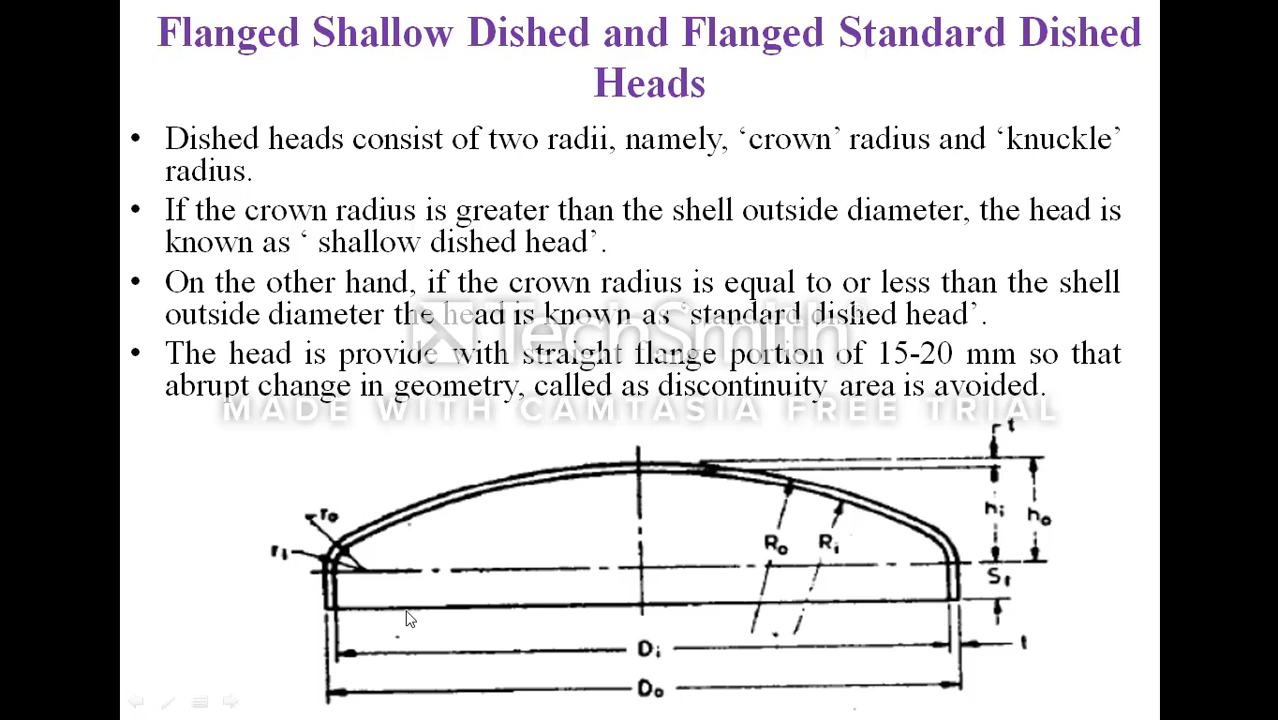 Flanged Shallow Dished and Flanged Standard Dished
Heads
• Dished heads consist of two radii, namely, ‘crown’ radius and ‘knuckle’
radius.
• If the crown radius is greater than the shell outside diameter, the head is
known as ‘ shallow dished head’.
• On the other hand, if the crown radius is equal to or less than the shell
outside diameter the head is known as ‘standard dished head’.
• The head is provide with straight flange portion of 15-20 mm so that
abrupt change in geometry, called as discontinuity area is avoided.
TechSmith
MADE WITH CAMTASIA FREE TRIAL
t
ro
hi
ho
Ro
Ri
ri
Sf
Di
t
Do